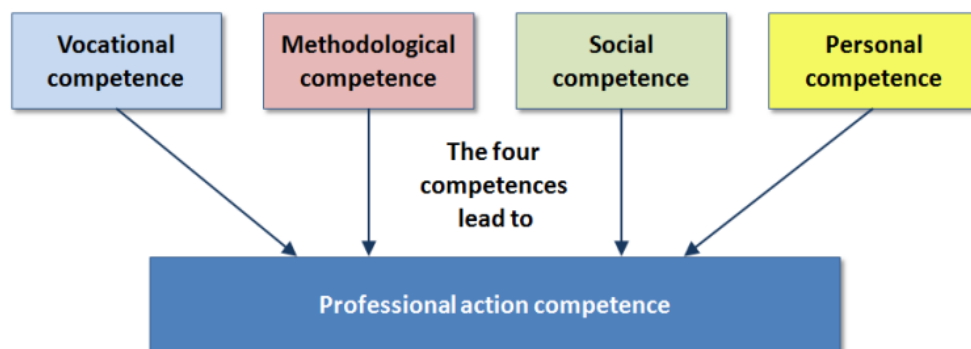 Vocational
competence
Methodological
competence
Social
competence
Personal
competence
The four
competences
lead to
Professional action competence